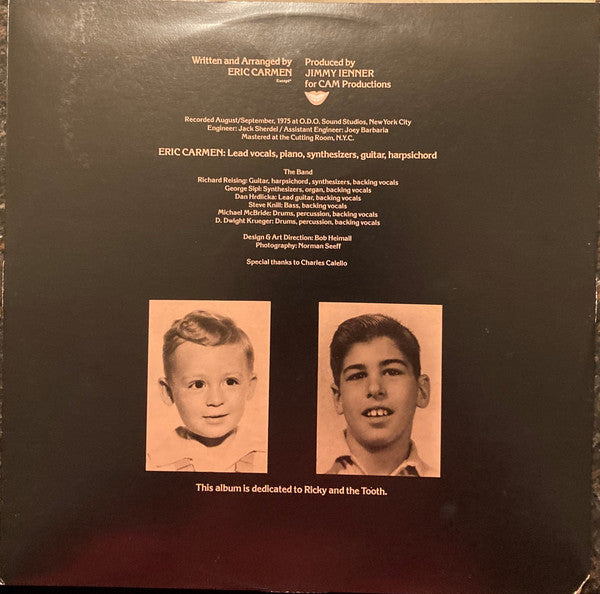 Written and Arranged by
ERIC CARMEN
Except*
Produced by
JIMMY IENNER
for CAM Productions
Recorded August/September, 1975 at O.D.O. Sound Studios, New York City
Engineer: Jack Sherdel / Assistant Engineer: Joey Barbaria
Mastered at the Cutting Room, N.Y.C.
ERIC CARMEN: Lead vocals, piano, synthesizers, guitar, harpsichord
The Band
Richard Reising: Guitar, harpsichord, synthesizers, backing vocals
George Sipl: Synthesizers, organ, backing vocals
Dan Hrdlicka: Lead guitar, backing vocals
Steve Knill: Bass, backing vocals
Michael McBride: Drums, percussion, backing vocals
D. Dwight Krueger: Drums, percussion, backing vocals
Design & Art Direction: Bob Heimall
Photography: Norman Seeff
Special thanks to Charles Calello
This album is dedicated to Ricky and the Tooth.